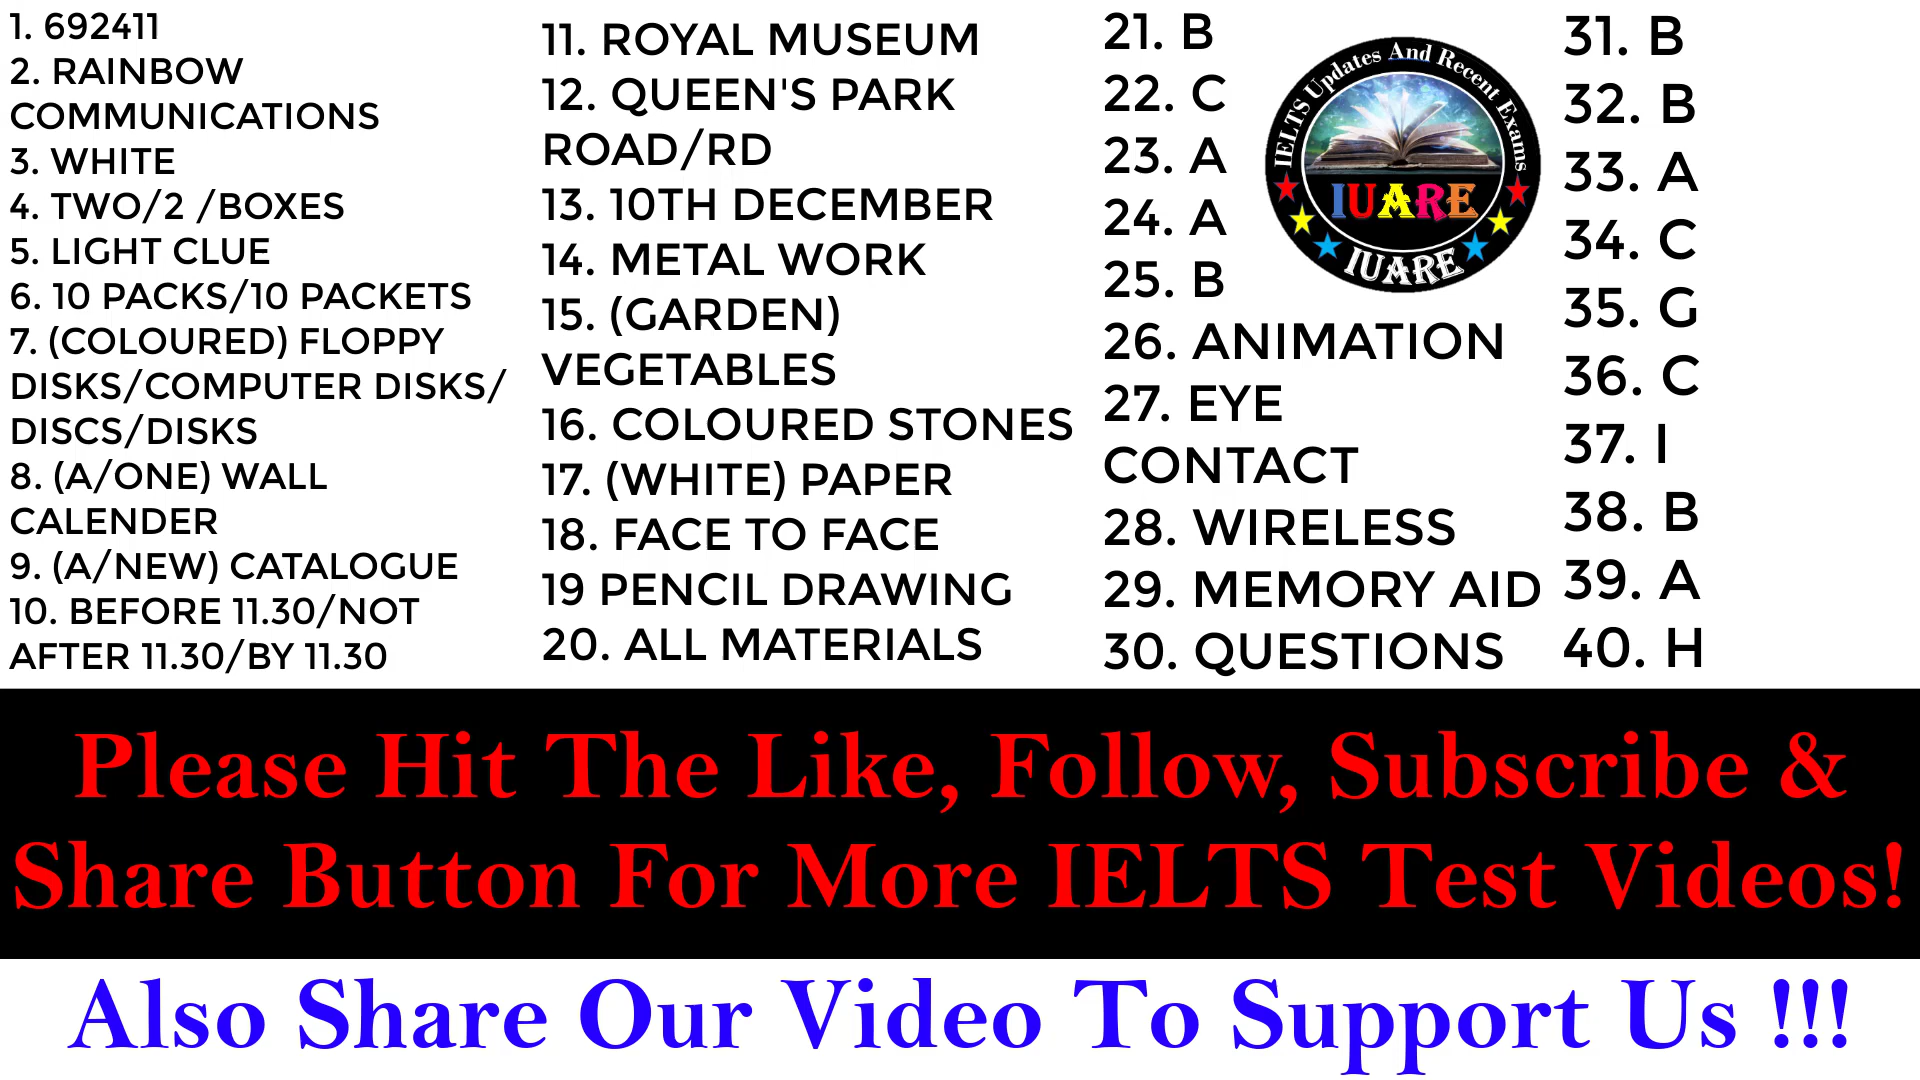 1. 692411
2. RAINBOW
COMMUNICATIONS
3. WHITE
4. TWO/2 /BOXES
5. LIGHT CLUE
6. 10 PACKS/10 PACKETS
7. (COLOURED) FLOPPY
DISKS/COMPUTER DISKS/
DISCS/DISKS
8. (A/ONE) WALL
CALENDER
9. (A/NEW) CATALOGUE
10. BEFORE 11.30/NOT
AFTER 11.30/BY 11.30
11. ROYAL MUSEUM
12. QUEEN'S PARK
ROAD/RD
13. 10TH DECEMBER
14. METAL WORK
15. (GARDEN)
VEGETABLES
16. COLOURED STONES
17. (WHITE) PAPER
18. FACE TO FACE
19 PENCIL DRAWING
20. ALL MATERIALS
21. B
22. C
23. A
24. A
25. B
26. ANIMATION
27. EYE
CONTACT
28. WIRELESS
29. MEMORY AID
30. QUESTIONS
IELTS Updates And Recent Exams
IUARE
IUARE
31. B
32. B
33. A
34. C
35. G
36. C
37. I
38. B
39. A
40. H
Please Hit The Like, Follow, Subscribe &
Share Button For More IELTS Test Videos!
Also Share Our Video To Support Us !!!